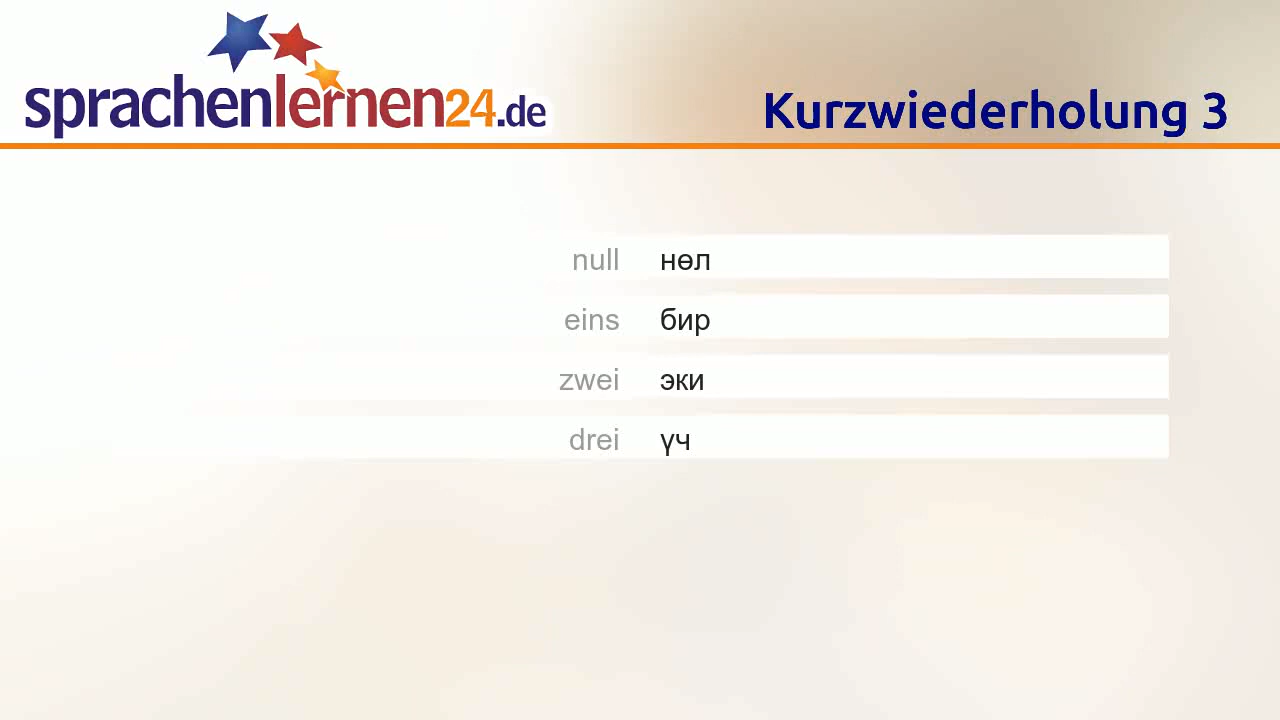 sprachenlernen24.de
Kurzwiederholung 3
null нөл
eins бир
zwei эки
drei үч